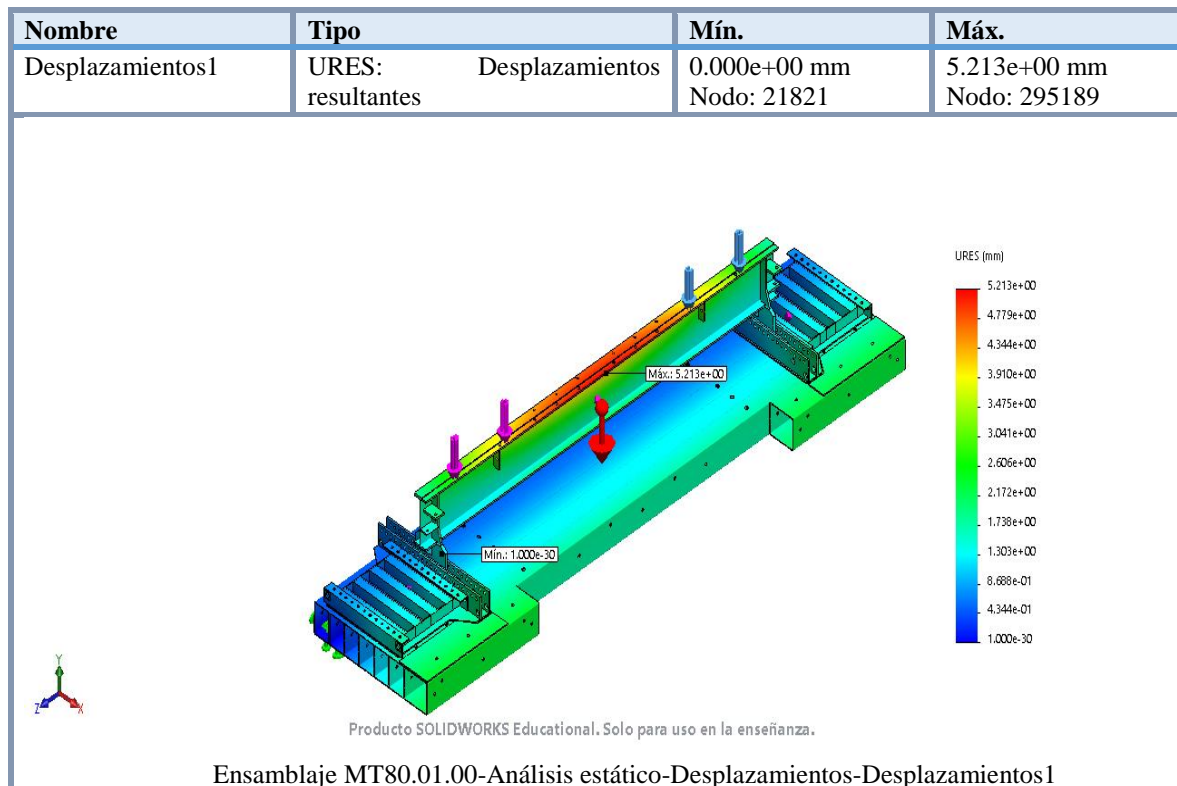 Nombre Tipo Mín. Máx.
Desplazamientos1 URES: Desplazamientos 0.000e+00 mm 5.213e+00 mm
resultantes Nodo: 21821 Nodo: 295189
URES (mm)
5.213e+00
4.779e+00
4.344e+00
3.910e+00
3.475e+00
3.041e+00
2.606e+00
2.172e+00
1.738e+00
1.303e+00
8.688e-01
4.344e-01
1.000e-30
Máx.: 5.213e+00
Mín.: 1.000e-30
Y
Z X
Producto SOLIDWORKS Educational. Solo para uso en la enseñanza.
Ensamblaje MT80.01.00-Análisis estático-Desplazamientos-Desplazamientos1